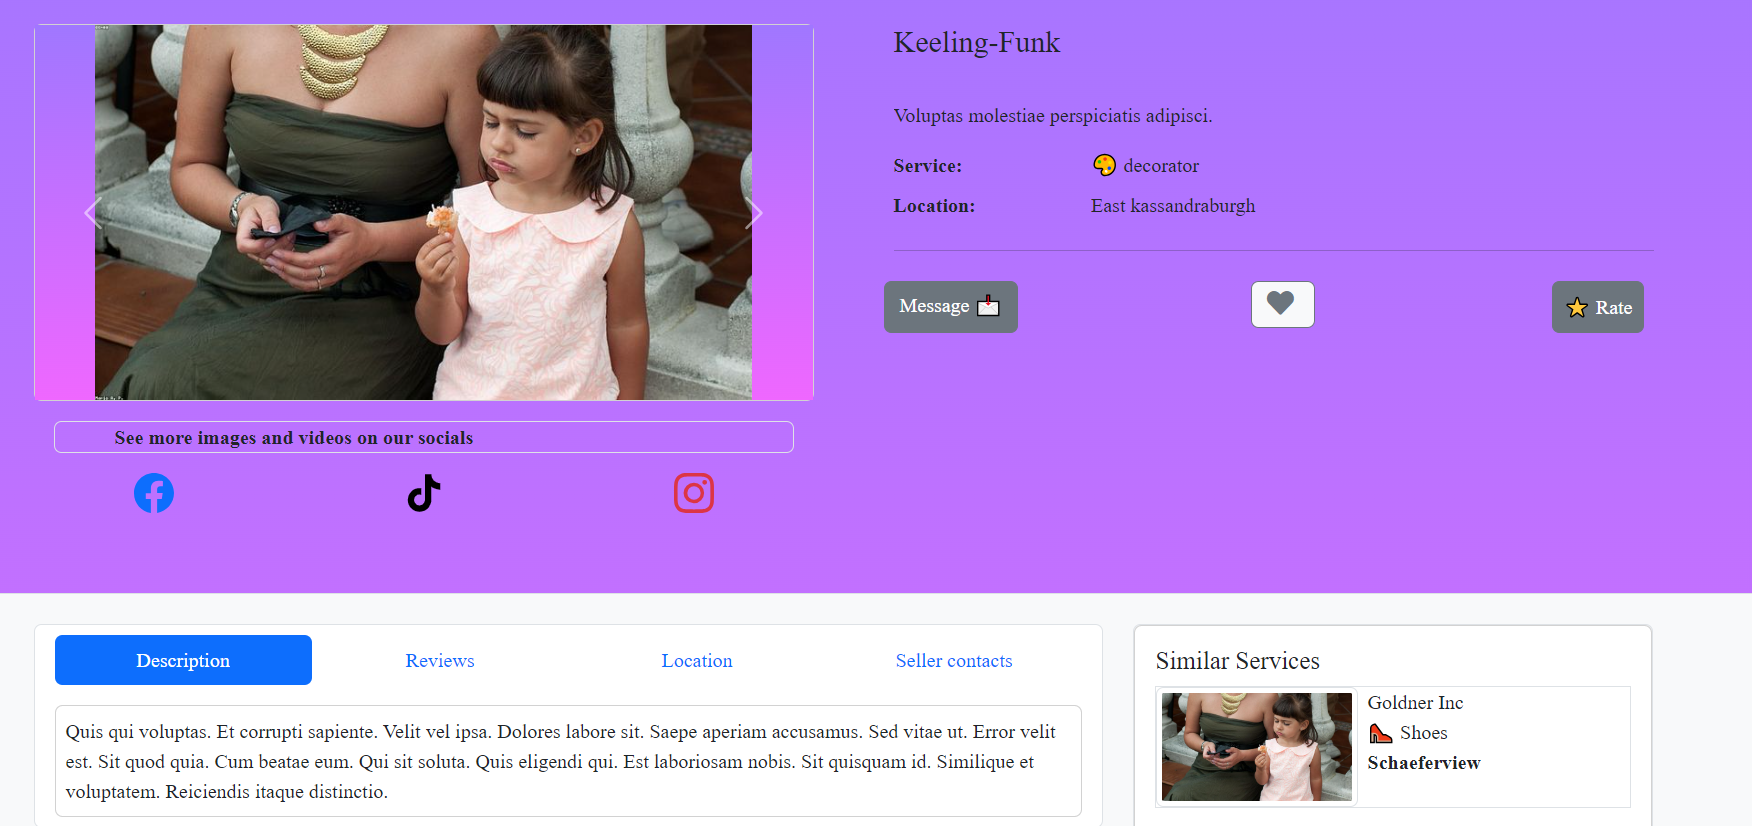 Keeling-Funk
Voluptas molestiae perspiciatis adipisci.
Service: decorator
Location: East kassandraburgh
Message
Rate
See more images and videos on our socials
Description
Reviews
Location
Seller contacts
Quis qui voluptas. Et corrupti sapiente. Velit vel ipsa. Dolores labore sit. Saepe aperiam accusamus. Sed vitae ut. Error velit
est. Sit quod quia. Cum beatae eum. Qui sit soluta. Quis eligendi qui. Est laboriosam nobis. Sit quisquam id. Similique et
voluptatem. Reiciendis itaque distinctio.
Similar Services
Goldner Inc
Shoes
Schaeferview